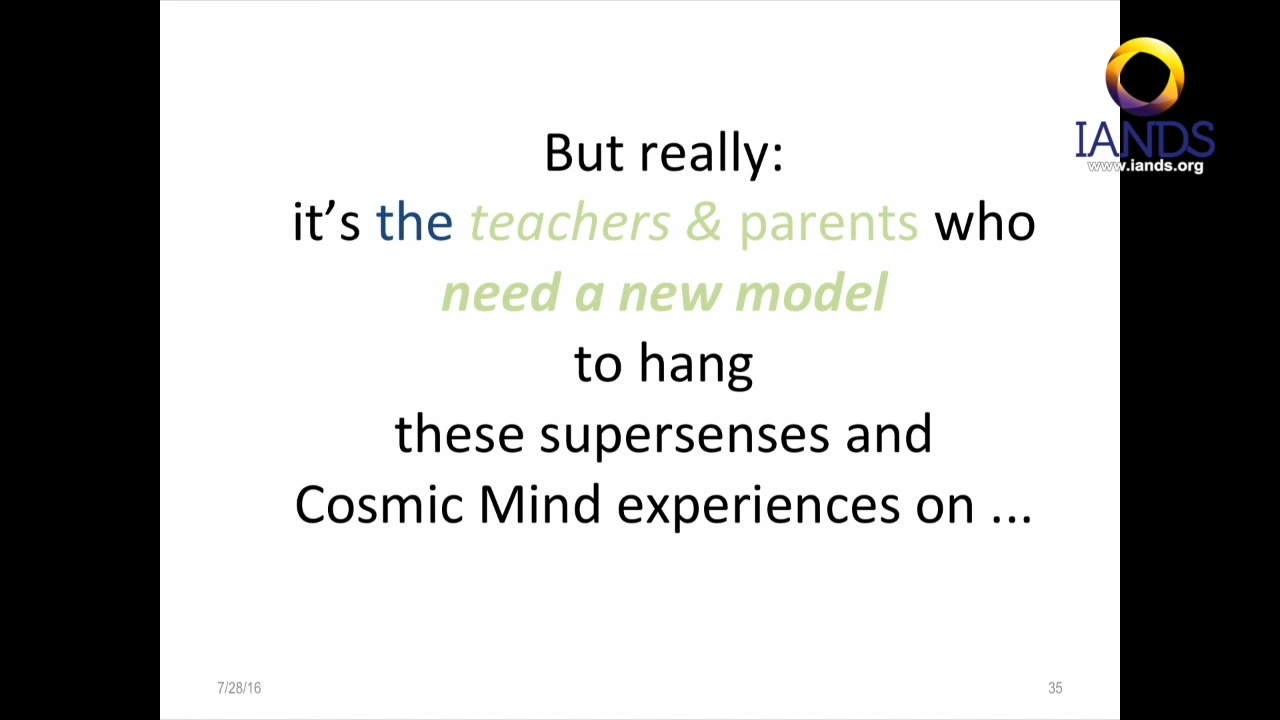 IANDS
www.iands.org
But really:
it’s the teachers & parents who
need a new model
to hang
these supersenses and
Cosmic Mind experiences on ...
7/28/16
35